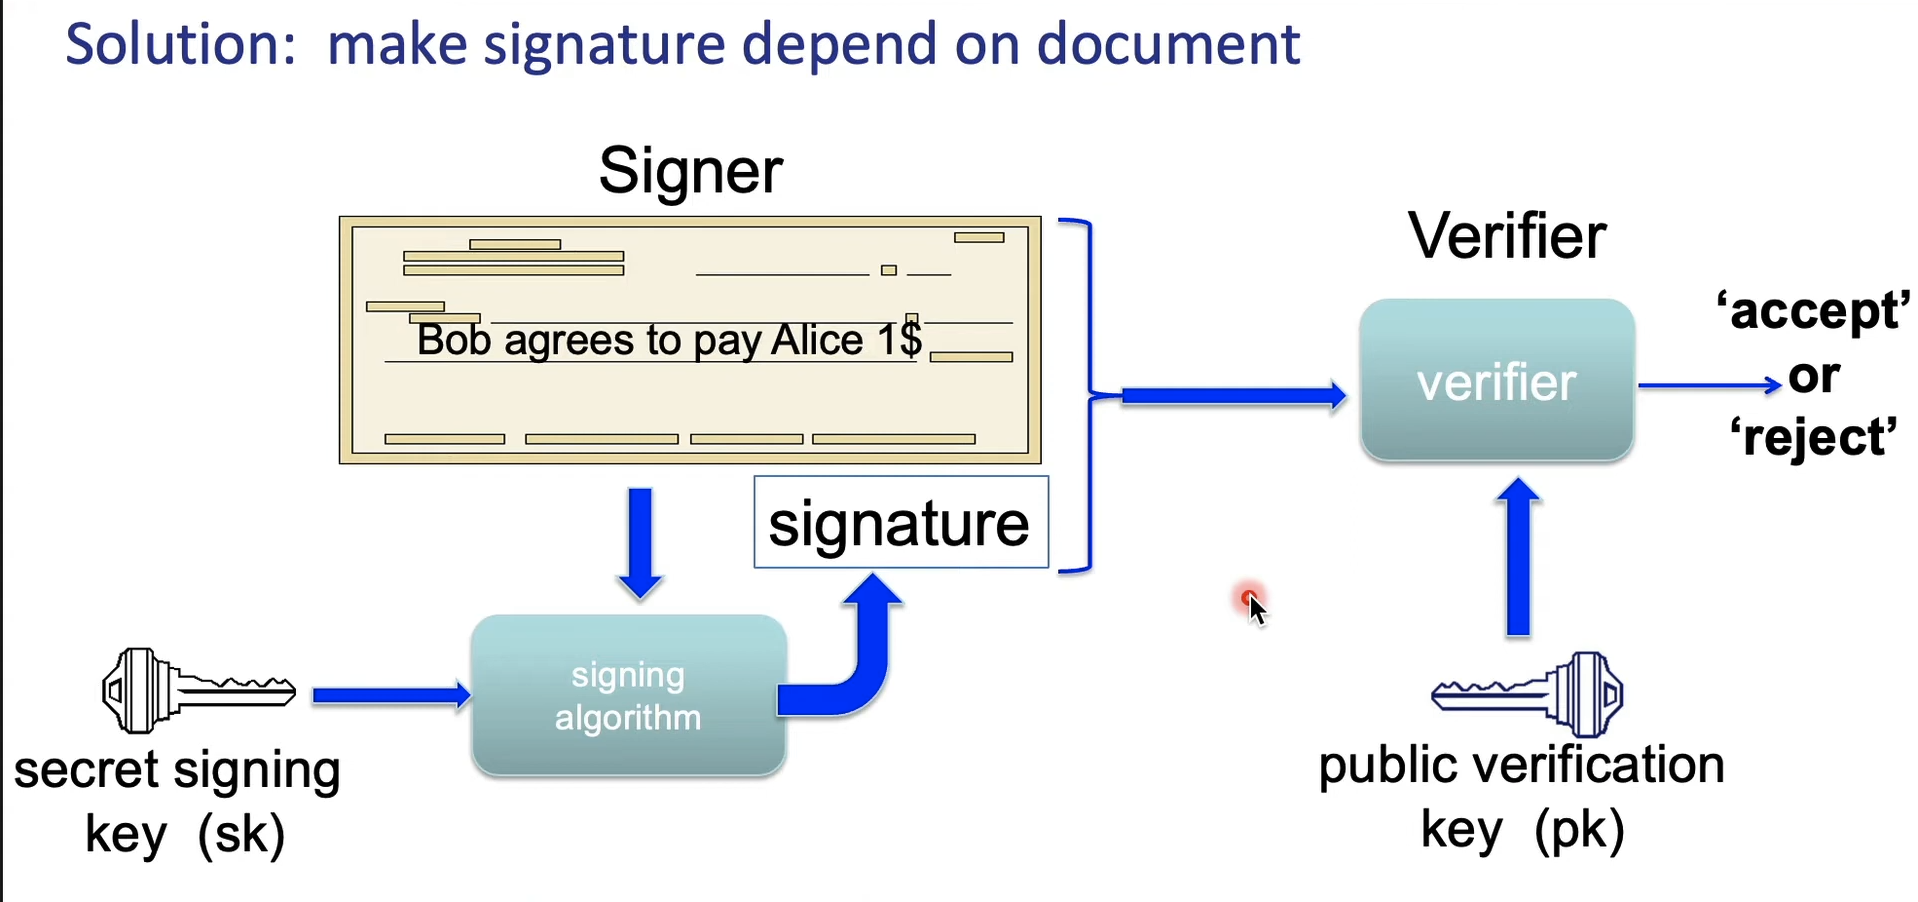 Solution:  make signature depend on document
Signer
Bob agrees to pay Alice 1$
signature
signing
algorithm
secret signing
key  (sk)
Verifier
verifier
‘accept’
or
‘reject’
public verification
key  (pk)